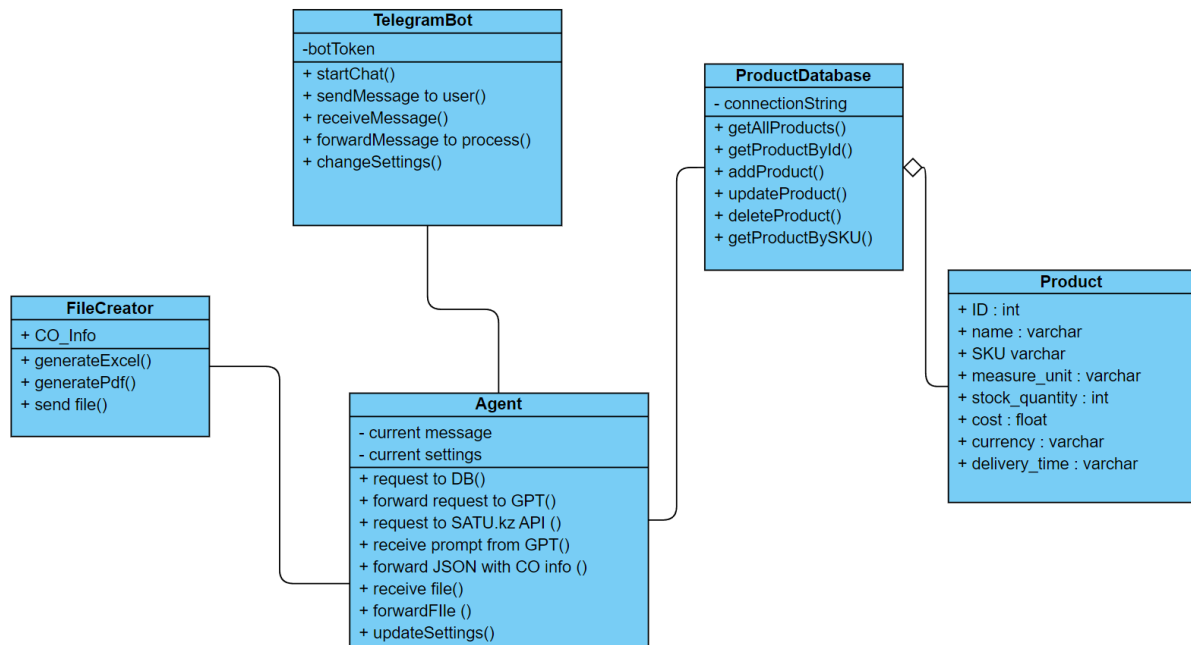 TelegramBot
-botToken
+ startChat()
+ sendMessage to user()
+ receiveMessage()
+ forwardMessage to process()
+ changeSettings()
ProductDatabase
- connectionString
+ getAllProducts()
+ getProductById()
+ addProduct()
+ updateProduct()
+ deleteProduct()
+ getProductBySKU()
Product
+ ID : int
+ name : varchar
+ SKU varchar
+ measure_unit : varchar
+ stock_quantity : int
+ cost : float
+ currency : varchar
+ delivery_time : varchar
FileCreator
+ CO_Info
+ generateExcel()
+ generatePdf()
+ send file()
Agent
- current message
- current settings
+ request to DB()
+ forward request to GPT()
+ request to SATU.kz API ()
+ receive prompt from GPT()
+ forward JSON with CO info ()
+ receive file()
+ forwardFIle ()
+ updateSettings()